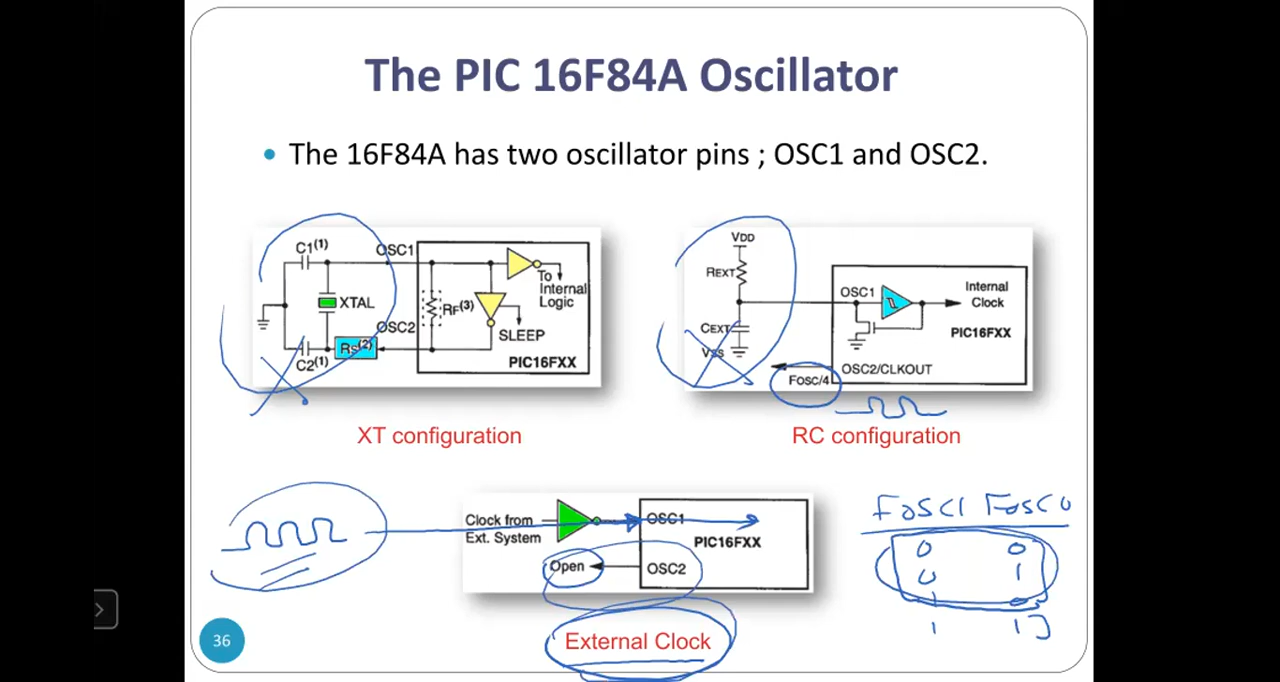 The PIC 16F84A Oscillator
• The 16F84A has two oscillator pins ; OSC1 and OSC2.
C1(1)
OSC1
To
Internal
Logic
XTAL
RF(3)
OSC2
SLEEP
RS(2)
C2(1)
PIC16FXX
XT configuration
VDD
REXT
OSC1
Internal
Clock
CEXT
PIC16FXX
VSS
OSC2/CLKOUT
FOSC/4
RC configuration
Clock from
Ext. System
OSC1
PIC16FXX
Open
OSC2
External Clock
FOSC1 FOSC0
0 0
0 1
1 0
1 1
36